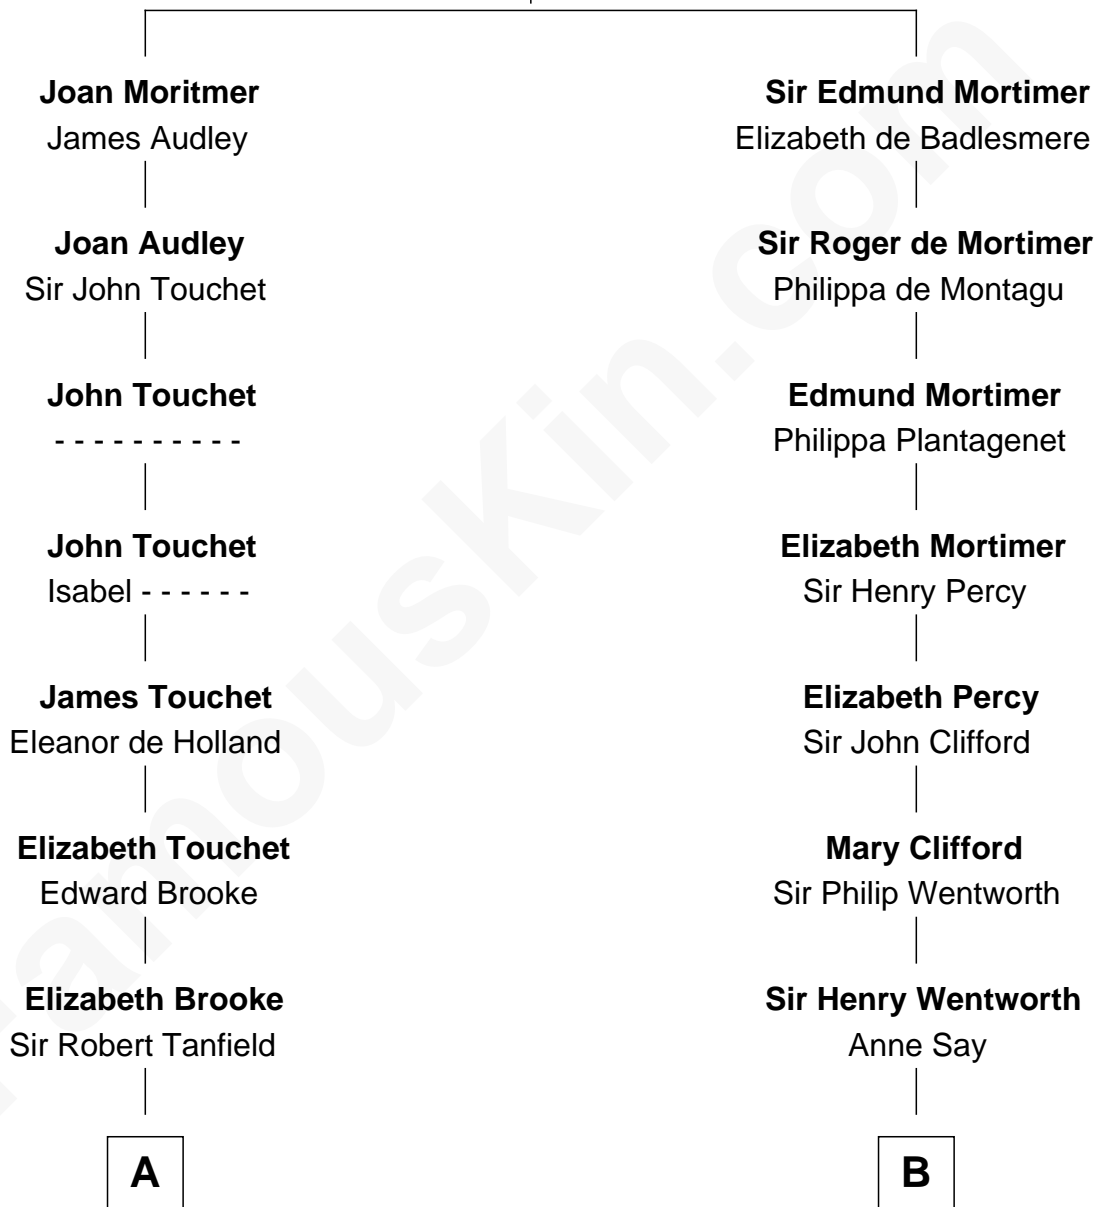 Joan Moritmer
James Audley
Joan Audley
Sir John Touchet
John Touchet
- - - - - - - - - -
John Touchet
Isabel - - - - - -
James Touchet
Eleanor de Holland
Elizabeth Touchet
Edward Brooke
Elizabeth Brooke
Sir Robert Tanfield
A
Sir Edmund Mortimer
Elizabeth de Badlesmere
Sir Roger de Mortimer
Philippa de Montagu
Edmund Mortimer
Philippa Plantagenet
Elizabeth Mortimer
Sir Henry Percy
Elizabeth Percy
Sir John Clifford
Mary Clifford
Sir Philip Wentworth
Sir Henry Wentworth
Anne Say
B
FamousKin.com